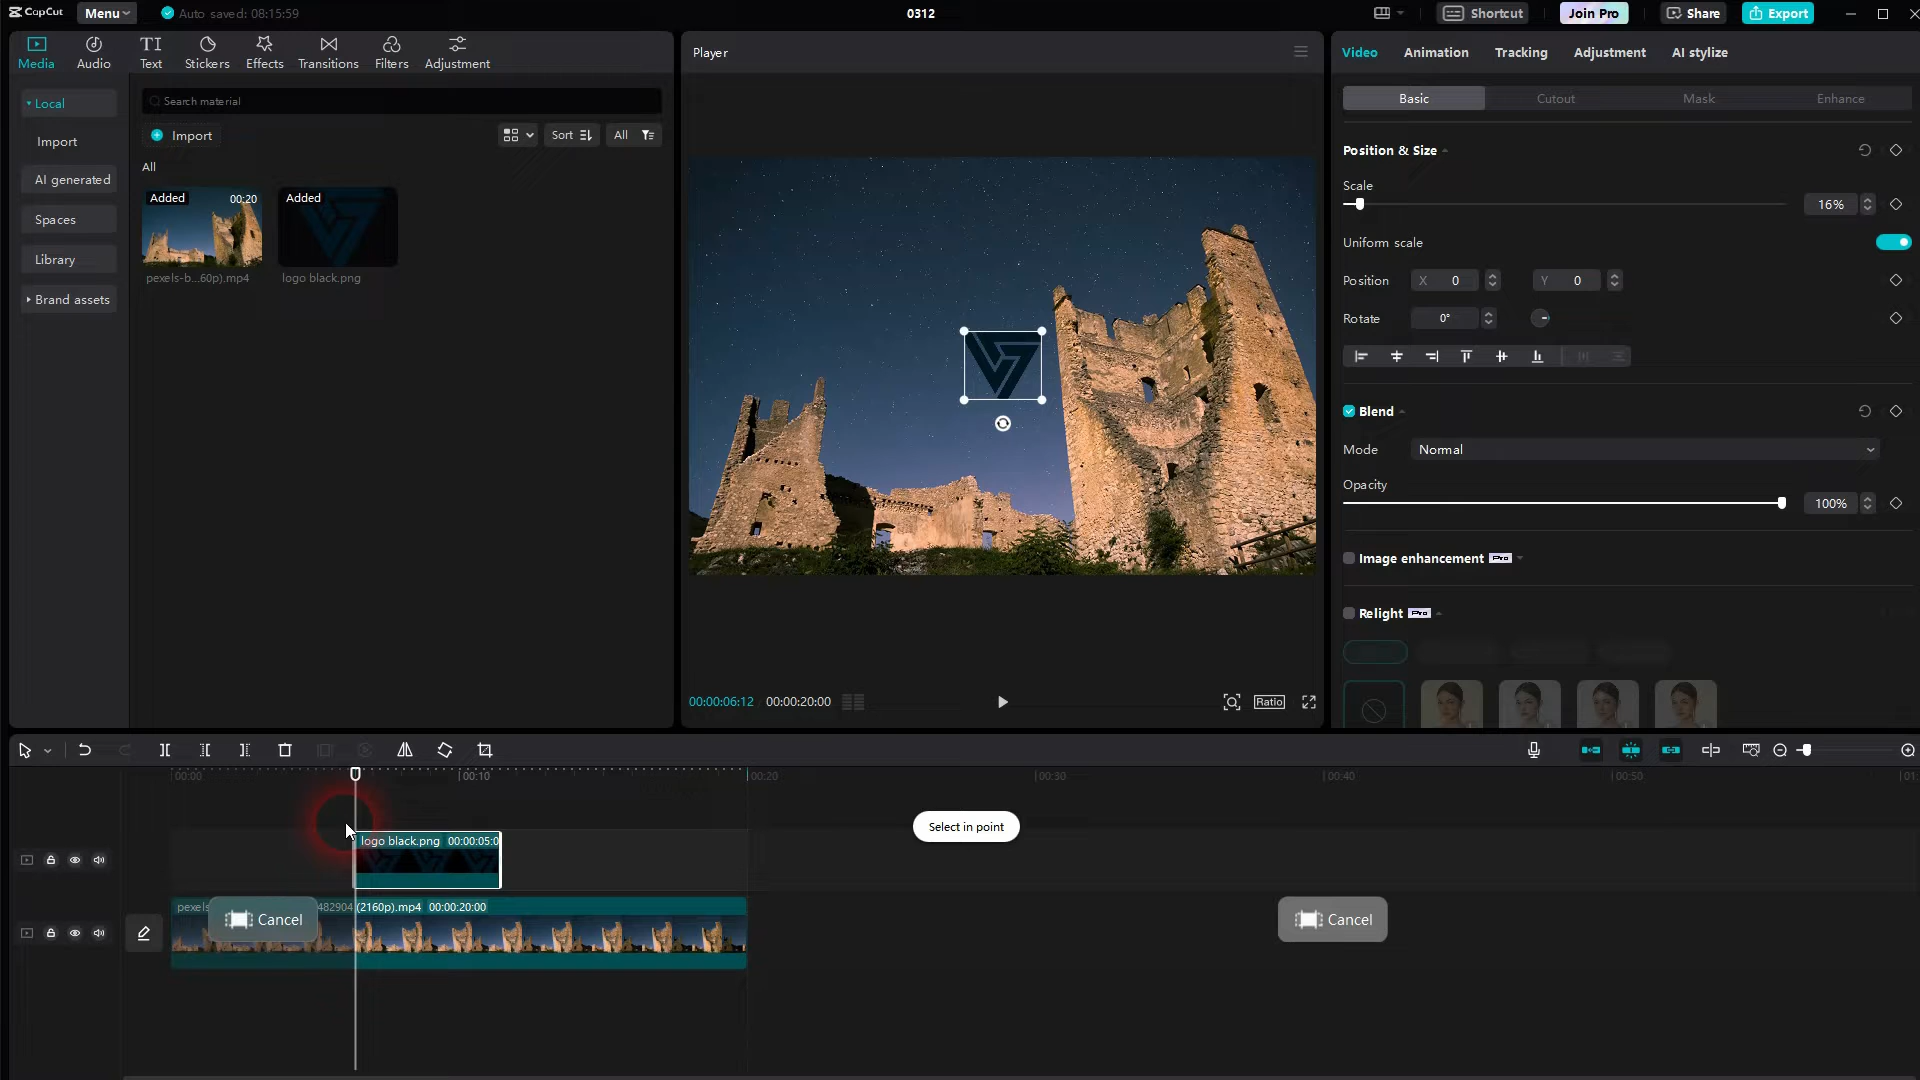 CapCut
Menu
Auto saved: 08:15:59
0312
Shortcut
Join Pro
Share
Export
Media
Audio
Text
Stickers
Effects
Transitions
Filters
Adjustment
Local
Import
AI generated
Spaces
Library
Brand assets
Search material
Import
Sort
All
All
Added
00:20
pexels-b...60p).mp4
Added
logo black.png
Player
00:00:06:12
00:00:20:00
Ratio
Video
Animation
Tracking
Adjustment
AI stylize
Basic
Cutout
Mask
Enhance
Position & Size
Scale
16%
Uniform scale
Position
X 0
Y 0
Rotate
0°
Blend
Mode
Normal
Opacity
100%
Image enhancement Pro
Relight Pro
00:00
00:10
00:20
00:30
00:40
00:50
01:
Select in point
logo black.png 00:00:05:0
pexels
482904 (2160p).mp4 00:00:20:00
Cancel
Cancel